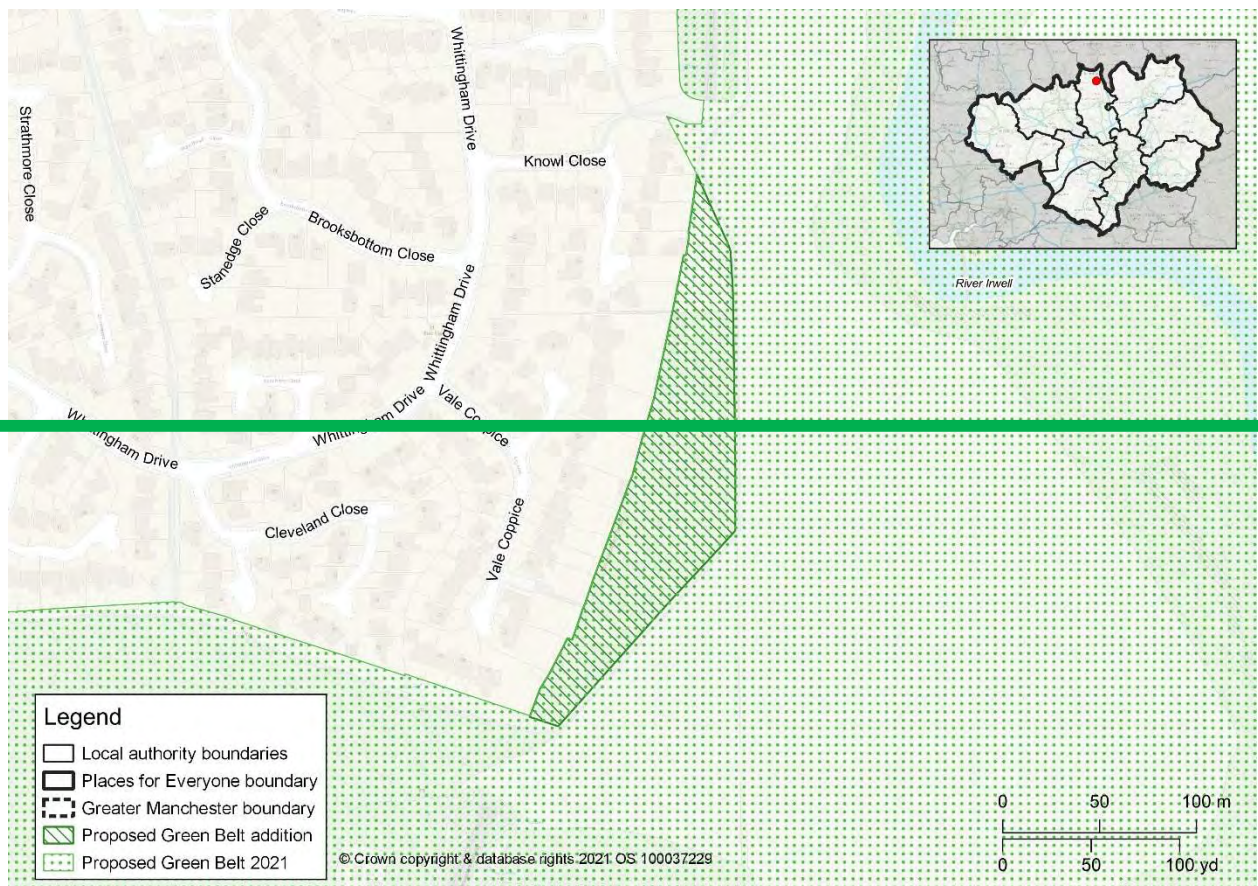 Whittingham Drive
Strathmore Close
Knowl Close
Brooksbottom Close
Stanedge Close
River Irwell
Whittingham Drive
Vale Coppice
Whittingham Drive
Whittingham Drive
Cleveland Close
Vale Coppice
Legend
Local authority boundaries
Places for Everyone boundary
Greater Manchester boundary
Proposed Green Belt addition
Proposed Green Belt 2021
© Crown copyright & database rights 2021 OS 100037229
0 50 100 m
0 50 100 yd